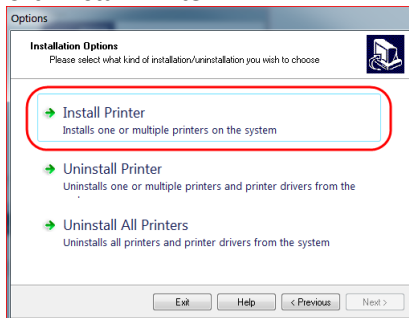 Options
Installation Options
Please select what kind of installation/uninstallation you wish to choose
Install Printer
Installs one or multiple printers on the system
Uninstall Printer
Uninstalls one or multiple printers and printer drivers from the
Uninstall All Printers
Uninstalls all printers and printer drivers from the system
Exit
Help
< Previous
Next >